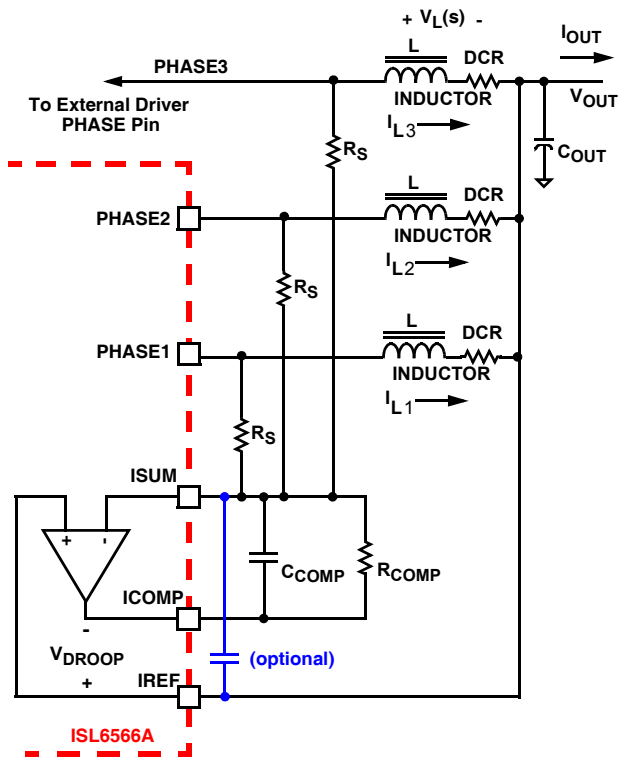 + VL(s) -
L
DCR
IOUT
PHASE3
INDUCTOR
VOUT
To External Driver
PHASE Pin
IL3
RS
COUT
L
DCR
PHASE2
INDUCTOR
IL2
RS
L
DCR
PHASE1
INDUCTOR
IL1
RS
ISUM
+ -
CCOMP
RCOMP
ICOMP
-
VDROOP
(optional)
+
IREF
ISL6566A